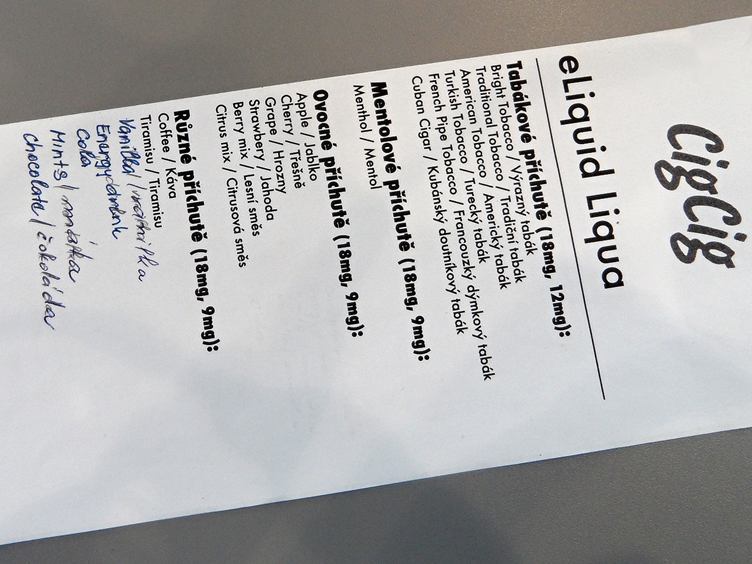 CigCig
eLiquid Liqua
Tabákové příchutě (18mg, 12mg):
Bright Tobacco / Výrazný tabák
Traditional Tobacco / Tradiční tabák
American Tobacco / Americký tabák
Turkish Tobacco / Turecký tabák
French Pipe Tobacco / Francouzký dýmkový tabák
Cuban Cigar / Kubánský doutníkový tabák
Mentolové příchutě (18mg, 9mg):
Menthol / Mentol
Ovocné příchutě (18mg, 9mg):
Apple / Jablko
Cherry / Třešně
Grape / Hrozny
Strawbery / Jahoda
Berry mix / Lesní směs
Citrus mix / Citrusová směs
Různé příchutě (18mg, 9mg):
Coffee / Káva
Tiramisu / Tiramisu
Vanilla /
Energy drink
Cola
Mints / mátka
chocolate / čokoláda